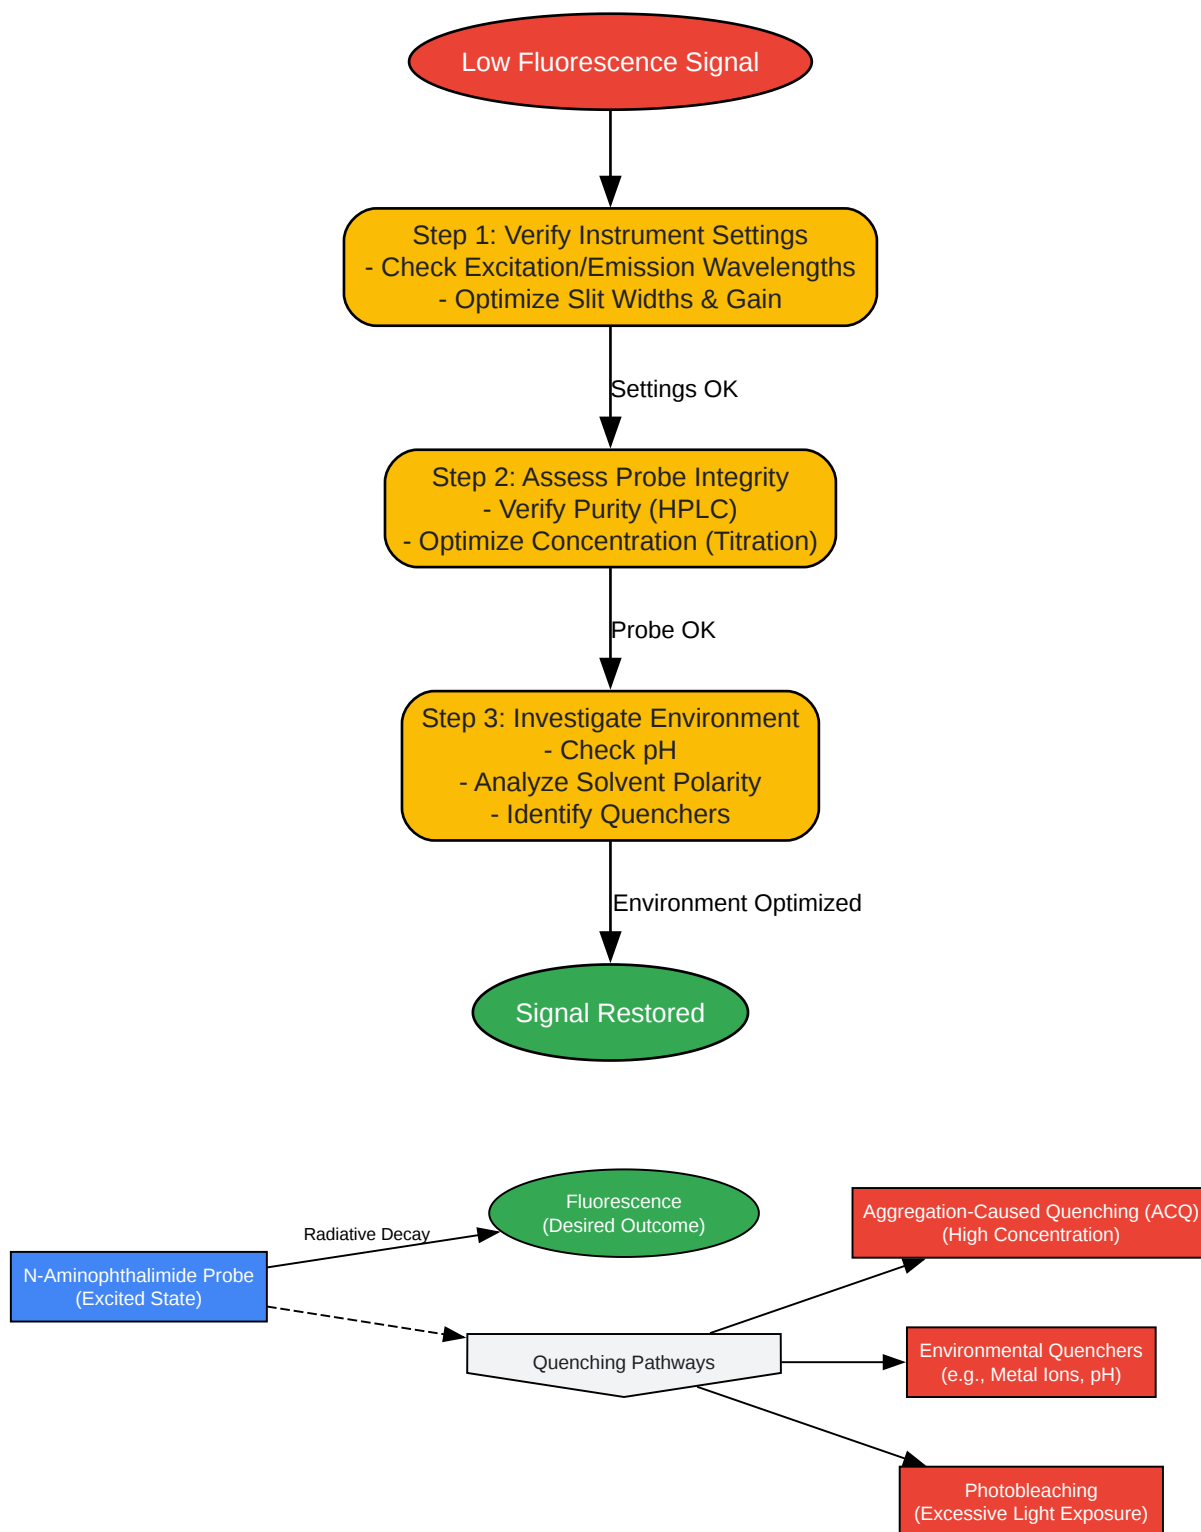 Low Fluorescence Signal
Step 1: Verify Instrument Settings
- Check Excitation/Emission Wavelengths
- Optimize Slit Widths & Gain
Settings OK
Step 2: Assess Probe Integrity
- Verify Purity (HPLC)
- Optimize Concentration (Titration)
Probe OK
Step 3: Investigate Environment
- Check pH
- Analyze Solvent Polarity
- Identify Quenchers
Environment Optimized
Signal Restored
N-Aminophthalimide Probe
(Excited State)
Radiative Decay
Fluorescence
(Desired Outcome)
Quenching Pathways
Aggregation-Caused Quenching (ACQ)
(High Concentration)
Environmental Quenchers
(e.g., Metal Ions, pH)
Photobleaching
(Excessive Light Exposure)